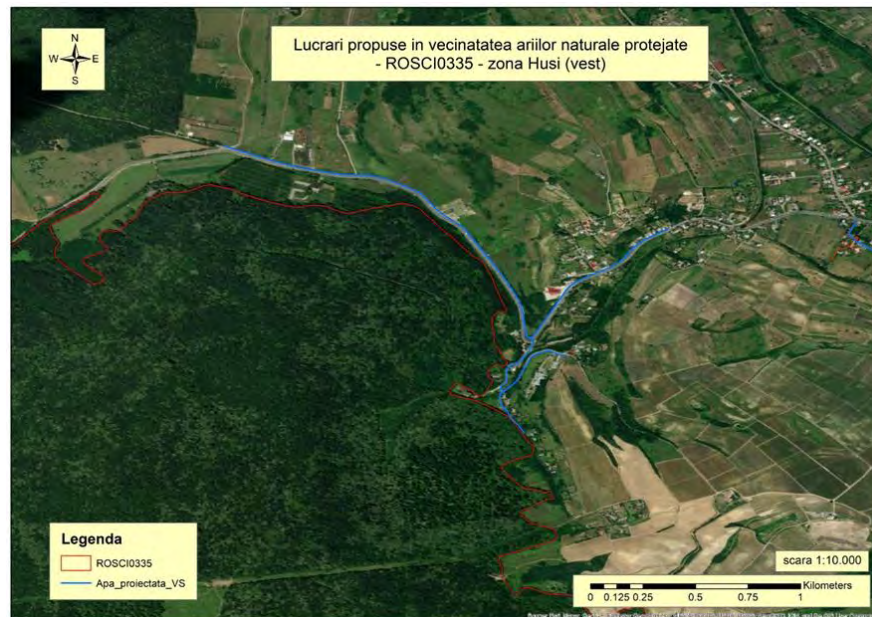 Lucrari propuse in vecinatatea ariilor naturale protejate
- ROSCI0335 - zona Husi (vest)
N
W E
S
Legenda
ROSCI0335
Apa_proiectata_VS
scara 1:10.000
Kilometers
0 0.125 0.25 0.5 0.75 1